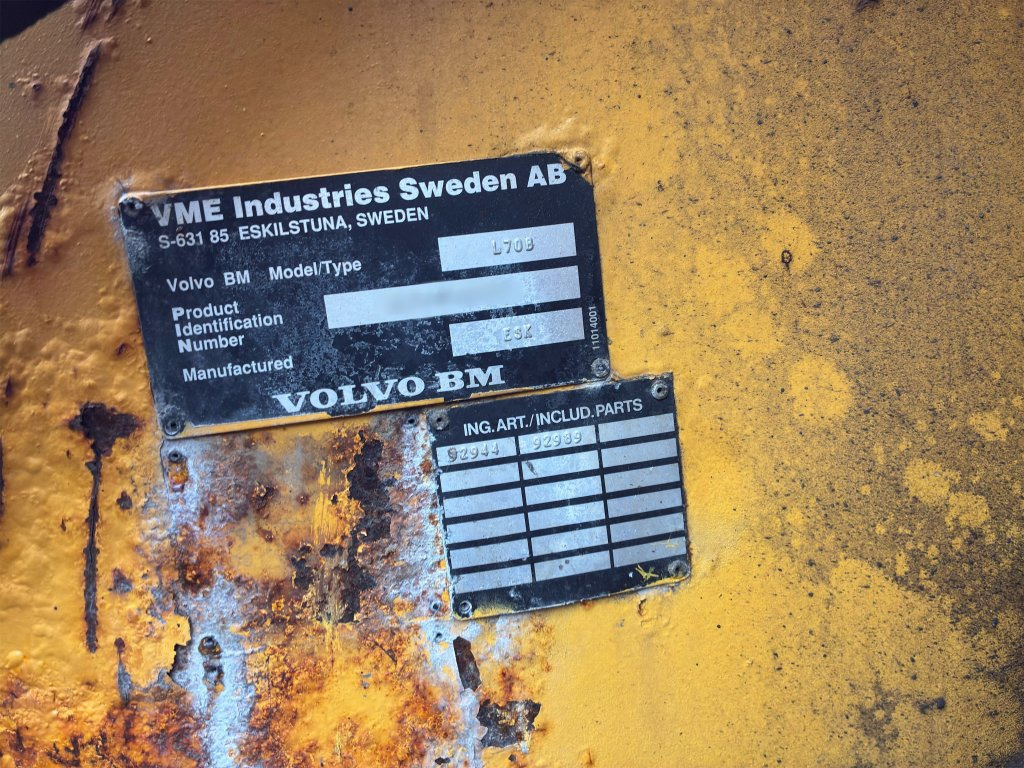 VME Industries Sweden AB
S-631 85 ESKILSTUNA, SWEDEN
Volvo BM Model/Type L70B
Product
Identification
Number
Manufactured ESK
11014001
VOLVO BM
ING.ART./INCLUD.PARTS
92944 92989